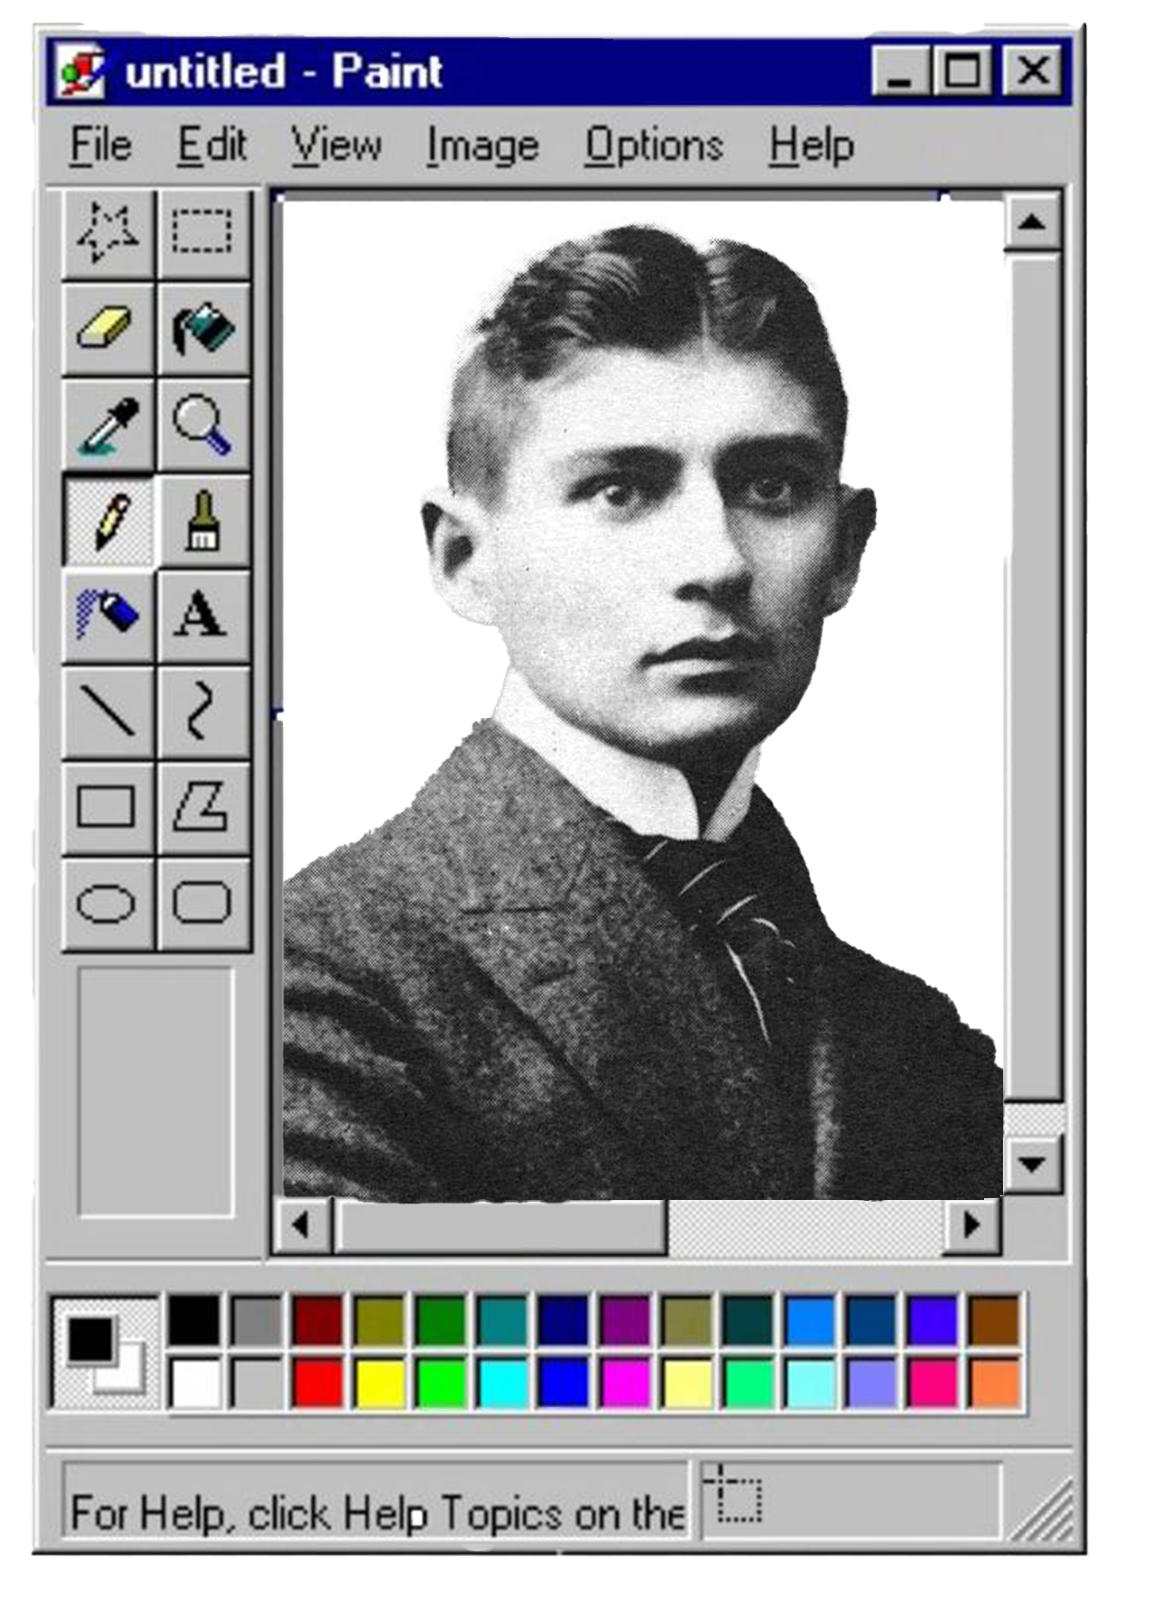 untitled - Paint
File Edit View Image Options Help
A
For Help, click Help Topics on the